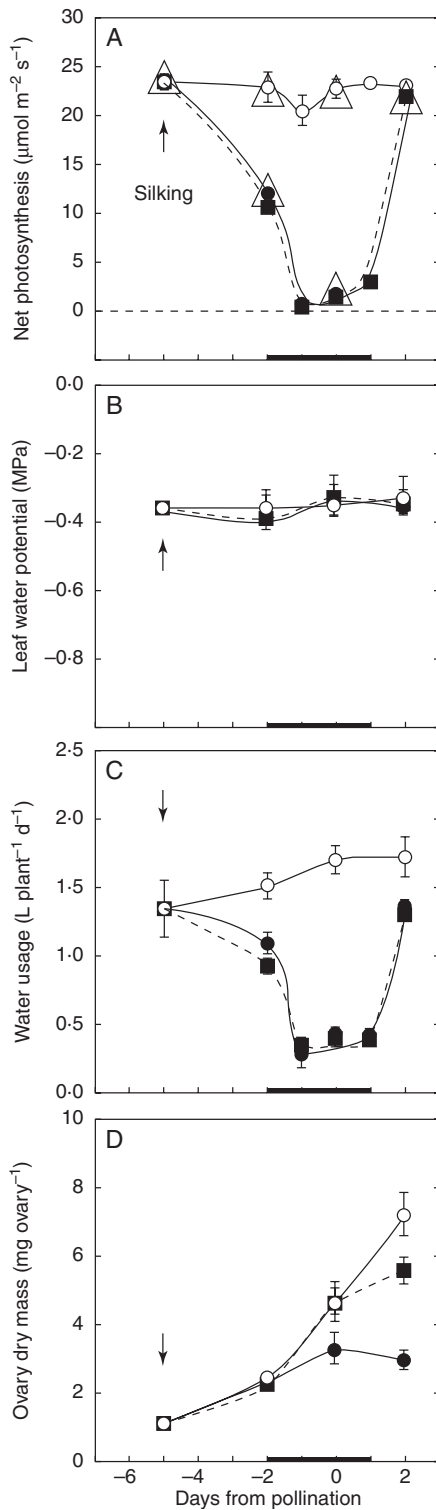 A
Net photosynthesis (μmol m−2 s−1)
30
25
20
15
10
5
0
Silking
B
Leaf water potential (MPa)
0·0
−0·2
−0·4
−0·6
−0·8
C
Water usage (L plant−1 d−1)
2·5
2·0
1·5
1·0
0·5
0·0
D
Ovary dry mass (mg ovary−1)
10
8
6
4
2
0
−6 −4 −2 0 2
Days from pollination